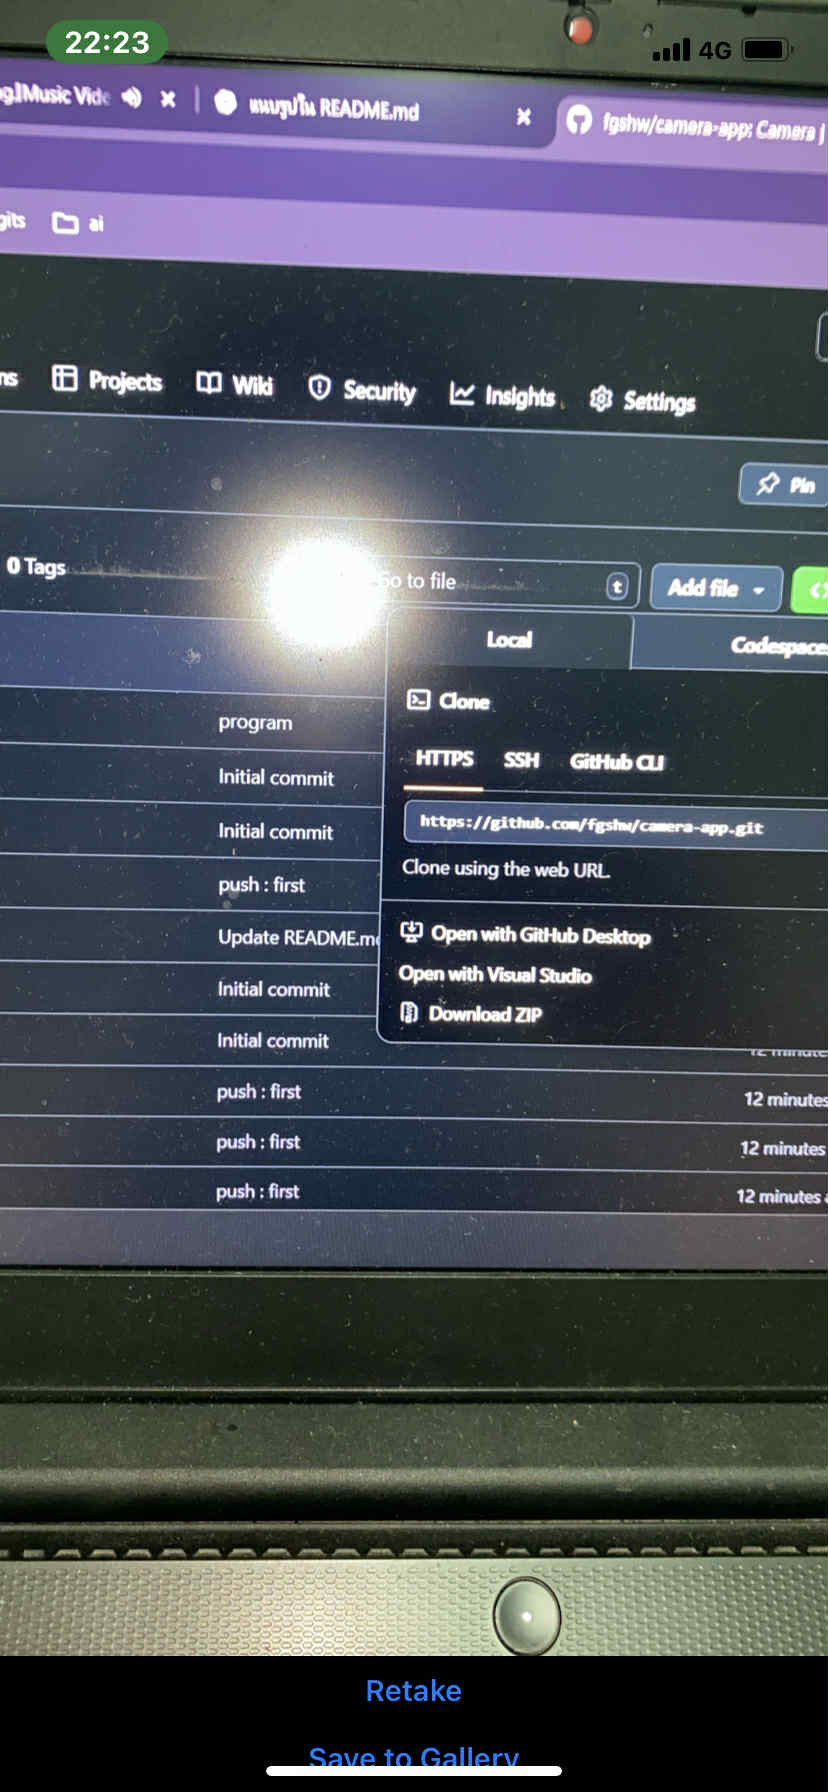 22:23
4G
Music Vide
แนบรูปใน README.md
fgshw/camera-app: Camera
gits
ai
ns
Projects
Wiki
Security
Insights
Settings
Pin
0 Tags
Go to file
t
Add file
Local
Codespace
Clone
program
HTTPS
SSH
GitHub CLI
Initial commit
https://github.com/fgshw/camera-app.git
Initial commit
Clone using the web URL.
push : first
Open with GitHub Desktop
Update README.m
Open with Visual Studio
Initial commit
Download ZIP
Initial commit
12 minute
push : first
12 minutes
push : first
12 minutes
push : first
12 minutes a
Retake
Save to Gallery